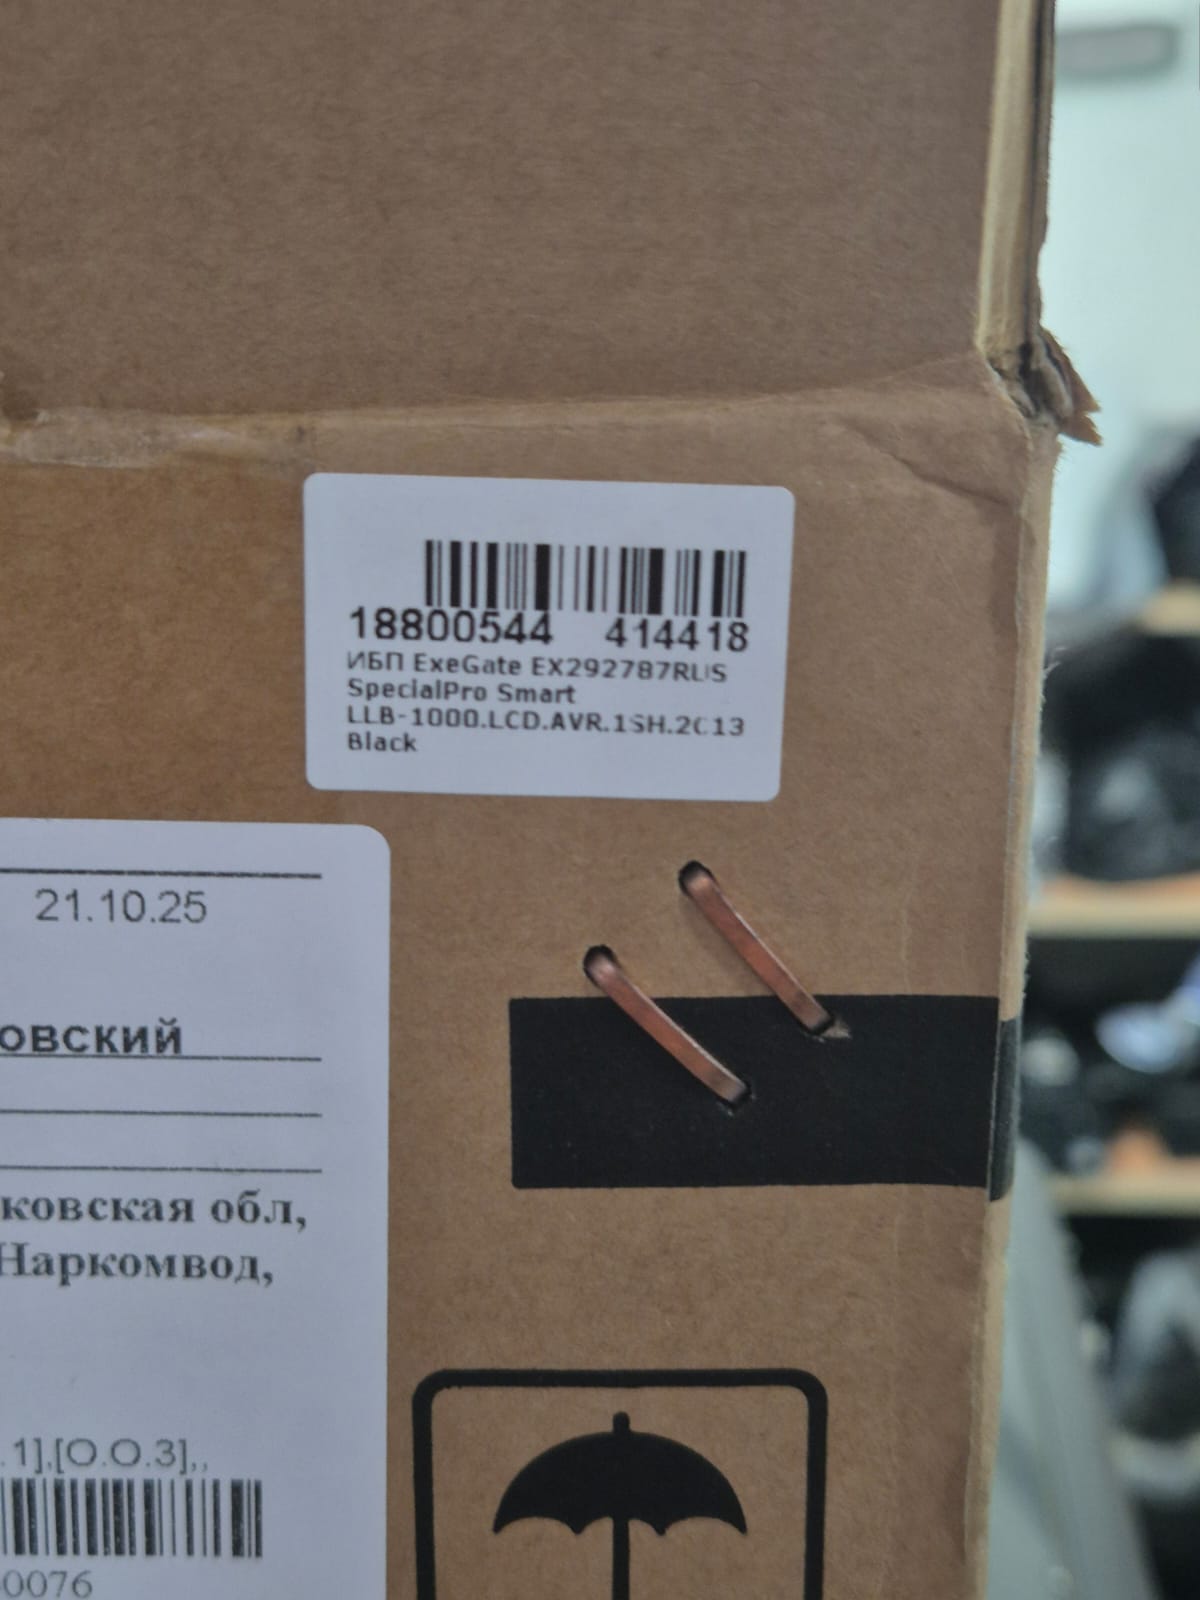 18800544 414418
ИБП ExeGate EX292787RUS
SpecialPro Smart
LLB-1000.LCD.AVR.1SH.2C13
Black
21.10.25
ОВСКИЙ
ковская обл,
Наркомвод,
.1],[О.О.3],,
0076